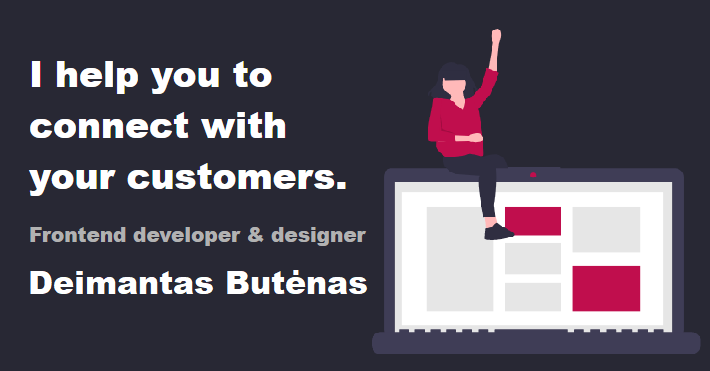 I help you to
connect with
your customers.
Frontend developer & designer
Deimantas Butėnas